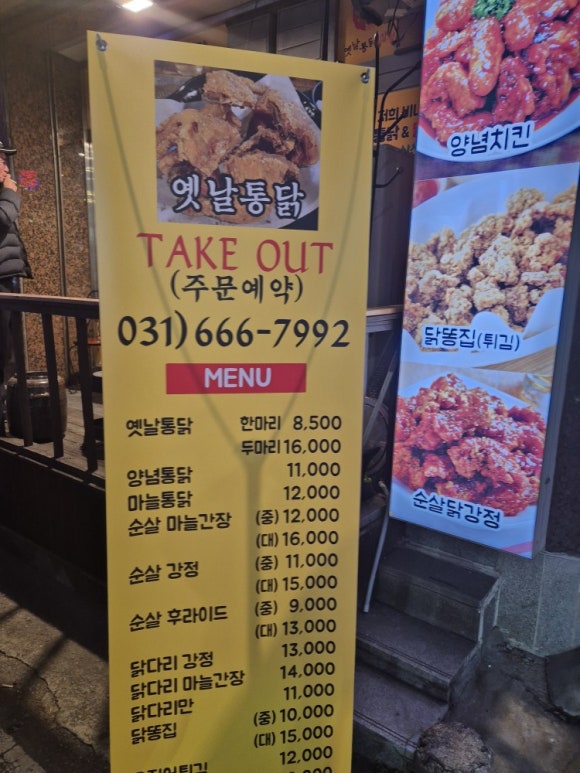 옛날통닭
TAKE OUT
(주문예약)
031) 666-7992
MENU
옛날통닭 한마리 8,500
두마리 16,000
양념통닭 11,000
마늘통닭 12,000
순살 마늘간장 (중) 12,000
(대) 16,000
순살 강정 (중) 11,000
(대) 15,000
순살 후라이드 (중) 9,000
(대) 13,000
닭다리 강정 13,000
닭다리 마늘간장 14,000
닭다리만 11,000
닭똥집 (중) 10,000
(대) 15,000
12,000
양념치킨
닭똥집(튀김)
순살닭강정
옛날통닭
저희